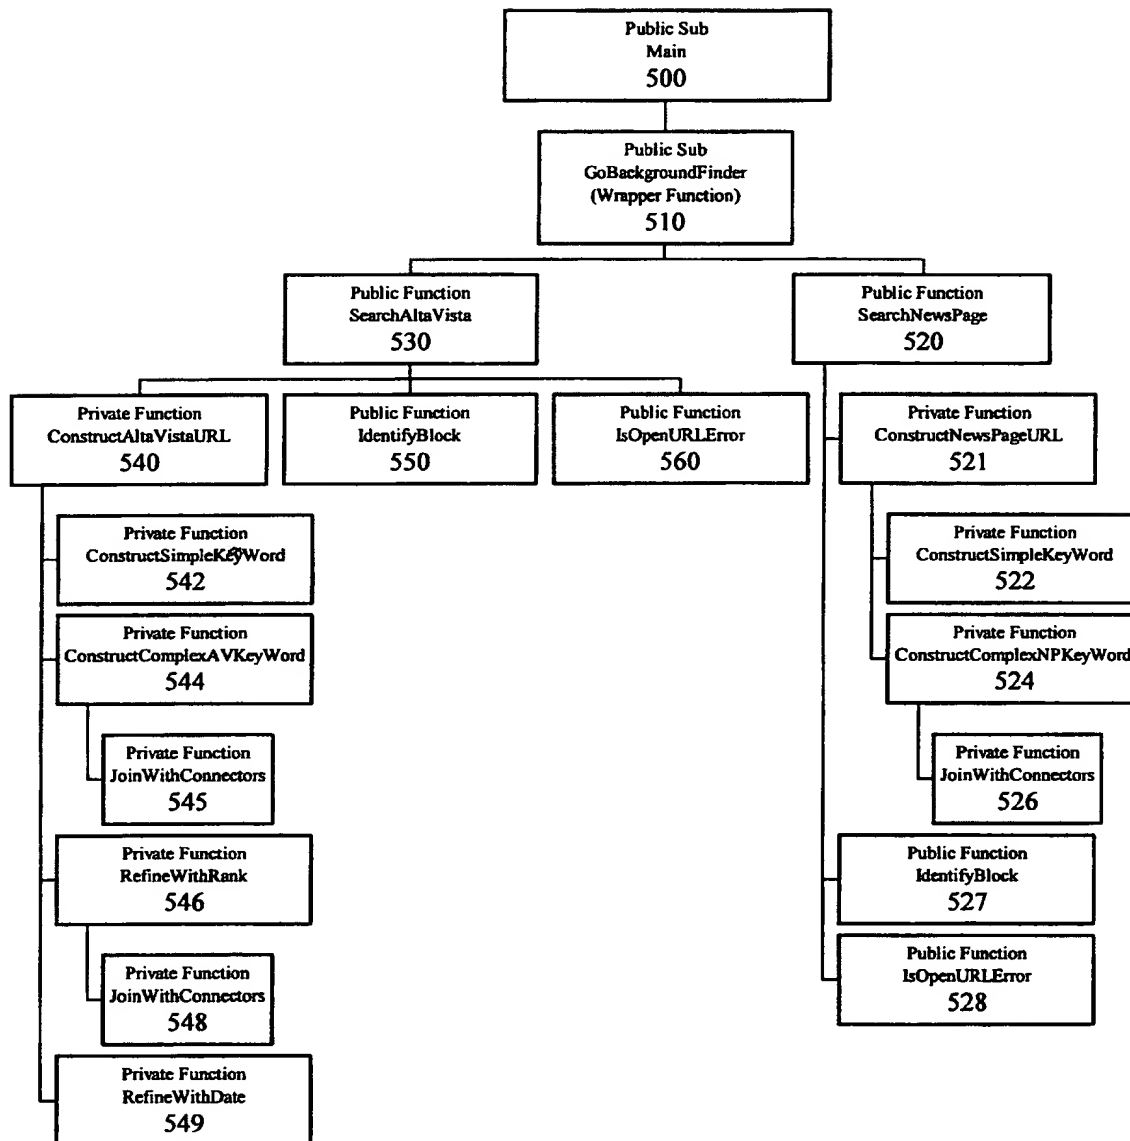 Public Sub
Main
500
Public Sub
GoBackgroundFinder
(Wrapper Function)
510
Public Function
SearchAltaVista
530
Public Function
SearchNewsPage
520
Private Function
ConstructAltaVistaURL
540
Public Function
IdentifyBlock
550
Public Function
IsOpenURLError
560
Private Function
ConstructNewsPageURL
521
Private Function
ConstructSimpleKeyWord
542
Private Function
ConstructSimpleKeyWord
522
Private Function
ConstructComplexAVKeyWord
544
Private Function
ConstructComplexNPKeyWord
524
Private Function
JoinWithConnectors
545
Private Function
JoinWithConnectors
526
Private Function
RefineWithRank
546
Public Function
IdentifyBlock
527
Private Function
JoinWithConnectors
548
Public Function
IsOpenURLError
528
Private Function
RefineWithDate
549